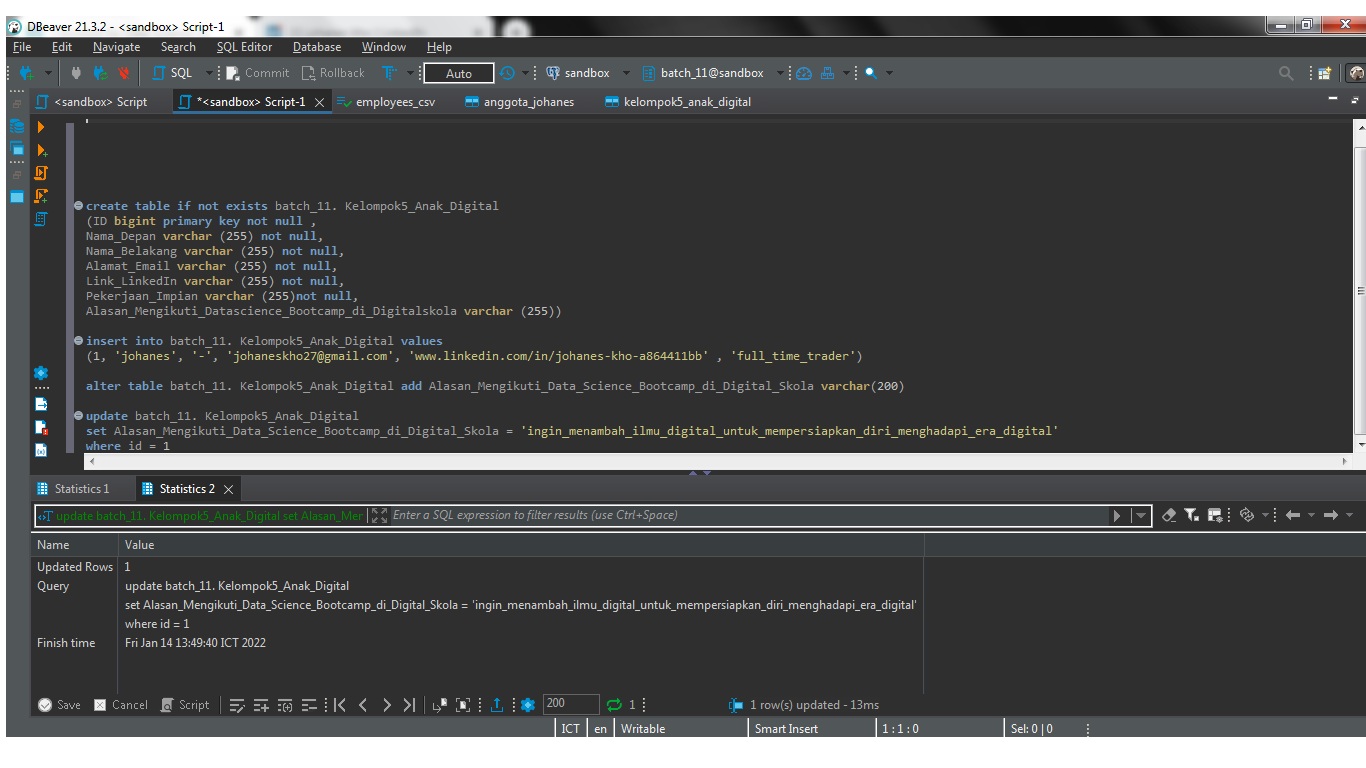 DBeaver 21.3.2 - <sandbox> Script-1
File Edit Navigate Search SQL Editor Database Window Help
SQL Commit Rollback T Auto sandbox batch_11@sandbox
<sandbox> Script *<sandbox> Script-1 employees_csv anggota_johanes kelompok5_anak_digital
create table if not exists batch_11. Kelompok5_Anak_Digital
(ID bigint primary key not null ,
Nama_Depan varchar (255) not null,
Nama_Belakang varchar (255) not null,
Alamat_Email varchar (255) not null,
Link_LinkedIn varchar (255) not null,
Pekerjaan_Impian varchar (255)not null,
Alasan_Mengikuti_Datascience_Bootcamp_di_Digitalskola varchar (255))
insert into batch_11. Kelompok5_Anak_Digital values
(1, 'johanes', '-', 'johaneskho27@gmail.com', 'www.linkedin.com/in/johanes-kho-a864411bb' , 'full_time_trader')
alter table batch_11. Kelompok5_Anak_Digital add Alasan_Mengikuti_Data_Science_Bootcamp_di_Digital_Skola varchar(200)
update batch_11. Kelompok5_Anak_Digital
set Alasan_Mengikuti_Data_Science_Bootcamp_di_Digital_Skola = 'ingin_menambah_ilmu_digital_untuk_mempersiapkan_diri_menghadapi_era_digital'
where id = 1
Statistics 1 Statistics 2
update batch_11. Kelompok5_Anak_Digital set Alasan_Mer Enter a SQL expression to filter results (use Ctrl+Space)
Name Value
Updated Rows 1
Query update batch_11. Kelompok5_Anak_Digital
set Alasan_Mengikuti_Data_Science_Bootcamp_di_Digital_Skola = 'ingin_menambah_ilmu_digital_untuk_mempersiapkan_diri_menghadapi_era_digital'
where id = 1
Finish time Fri Jan 14 13:49:40 ICT 2022
Save Cancel Script 200 1 1 row(s) updated - 13ms
ICT en Writable Smart Insert 1 : 1 : 0 Sel: 0 | 0